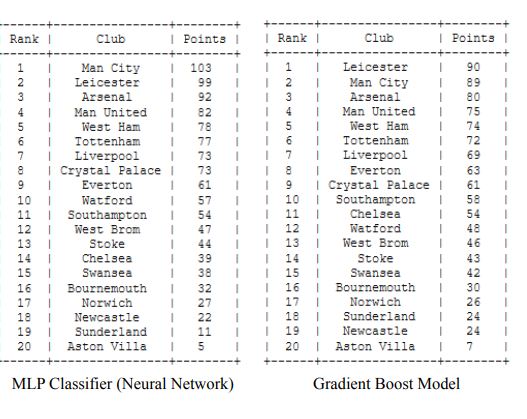 Rank | Club | Points |
1 | Man City | 103 |
2 | Leicester | 99 |
3 | Arsenal | 92 |
4 | Man United | 82 |
5 | West Ham | 78 |
6 | Tottenham | 77 |
7 | Liverpool | 73 |
8 | Crystal Palace | 73 |
9 | Everton | 61 |
10 | Watford | 57 |
11 | Southampton | 54 |
12 | West Brom | 47 |
13 | Stoke | 44 |
14 | Chelsea | 39 |
15 | Swansea | 38 |
16 | Bournemouth | 32 |
17 | Norwich | 27 |
18 | Newcastle | 22 |
19 | Sunderland | 11 |
20 | Aston Villa | 5 |
MLP Classifier (Neural Network)
| Rank | Club | Points |
| 1 | Leicester | 90 |
| 2 | Man City | 89 |
| 3 | Arsenal | 80 |
| 4 | Man United | 75 |
| 5 | West Ham | 74 |
| 6 | Tottenham | 72 |
| 7 | Liverpool | 69 |
| 8 | Everton | 63 |
| 9 | Crystal Palace | 61 |
| 10 | Southampton | 58 |
| 11 | Chelsea | 54 |
| 12 | Watford | 48 |
| 13 | West Brom | 46 |
| 14 | Stoke | 43 |
| 15 | Swansea | 42 |
| 16 | Bournemouth | 30 |
| 17 | Norwich | 26 |
| 18 | Sunderland | 24 |
| 19 | Newcastle | 24 |
| 20 | Aston Villa | 7 |
Gradient Boost Model